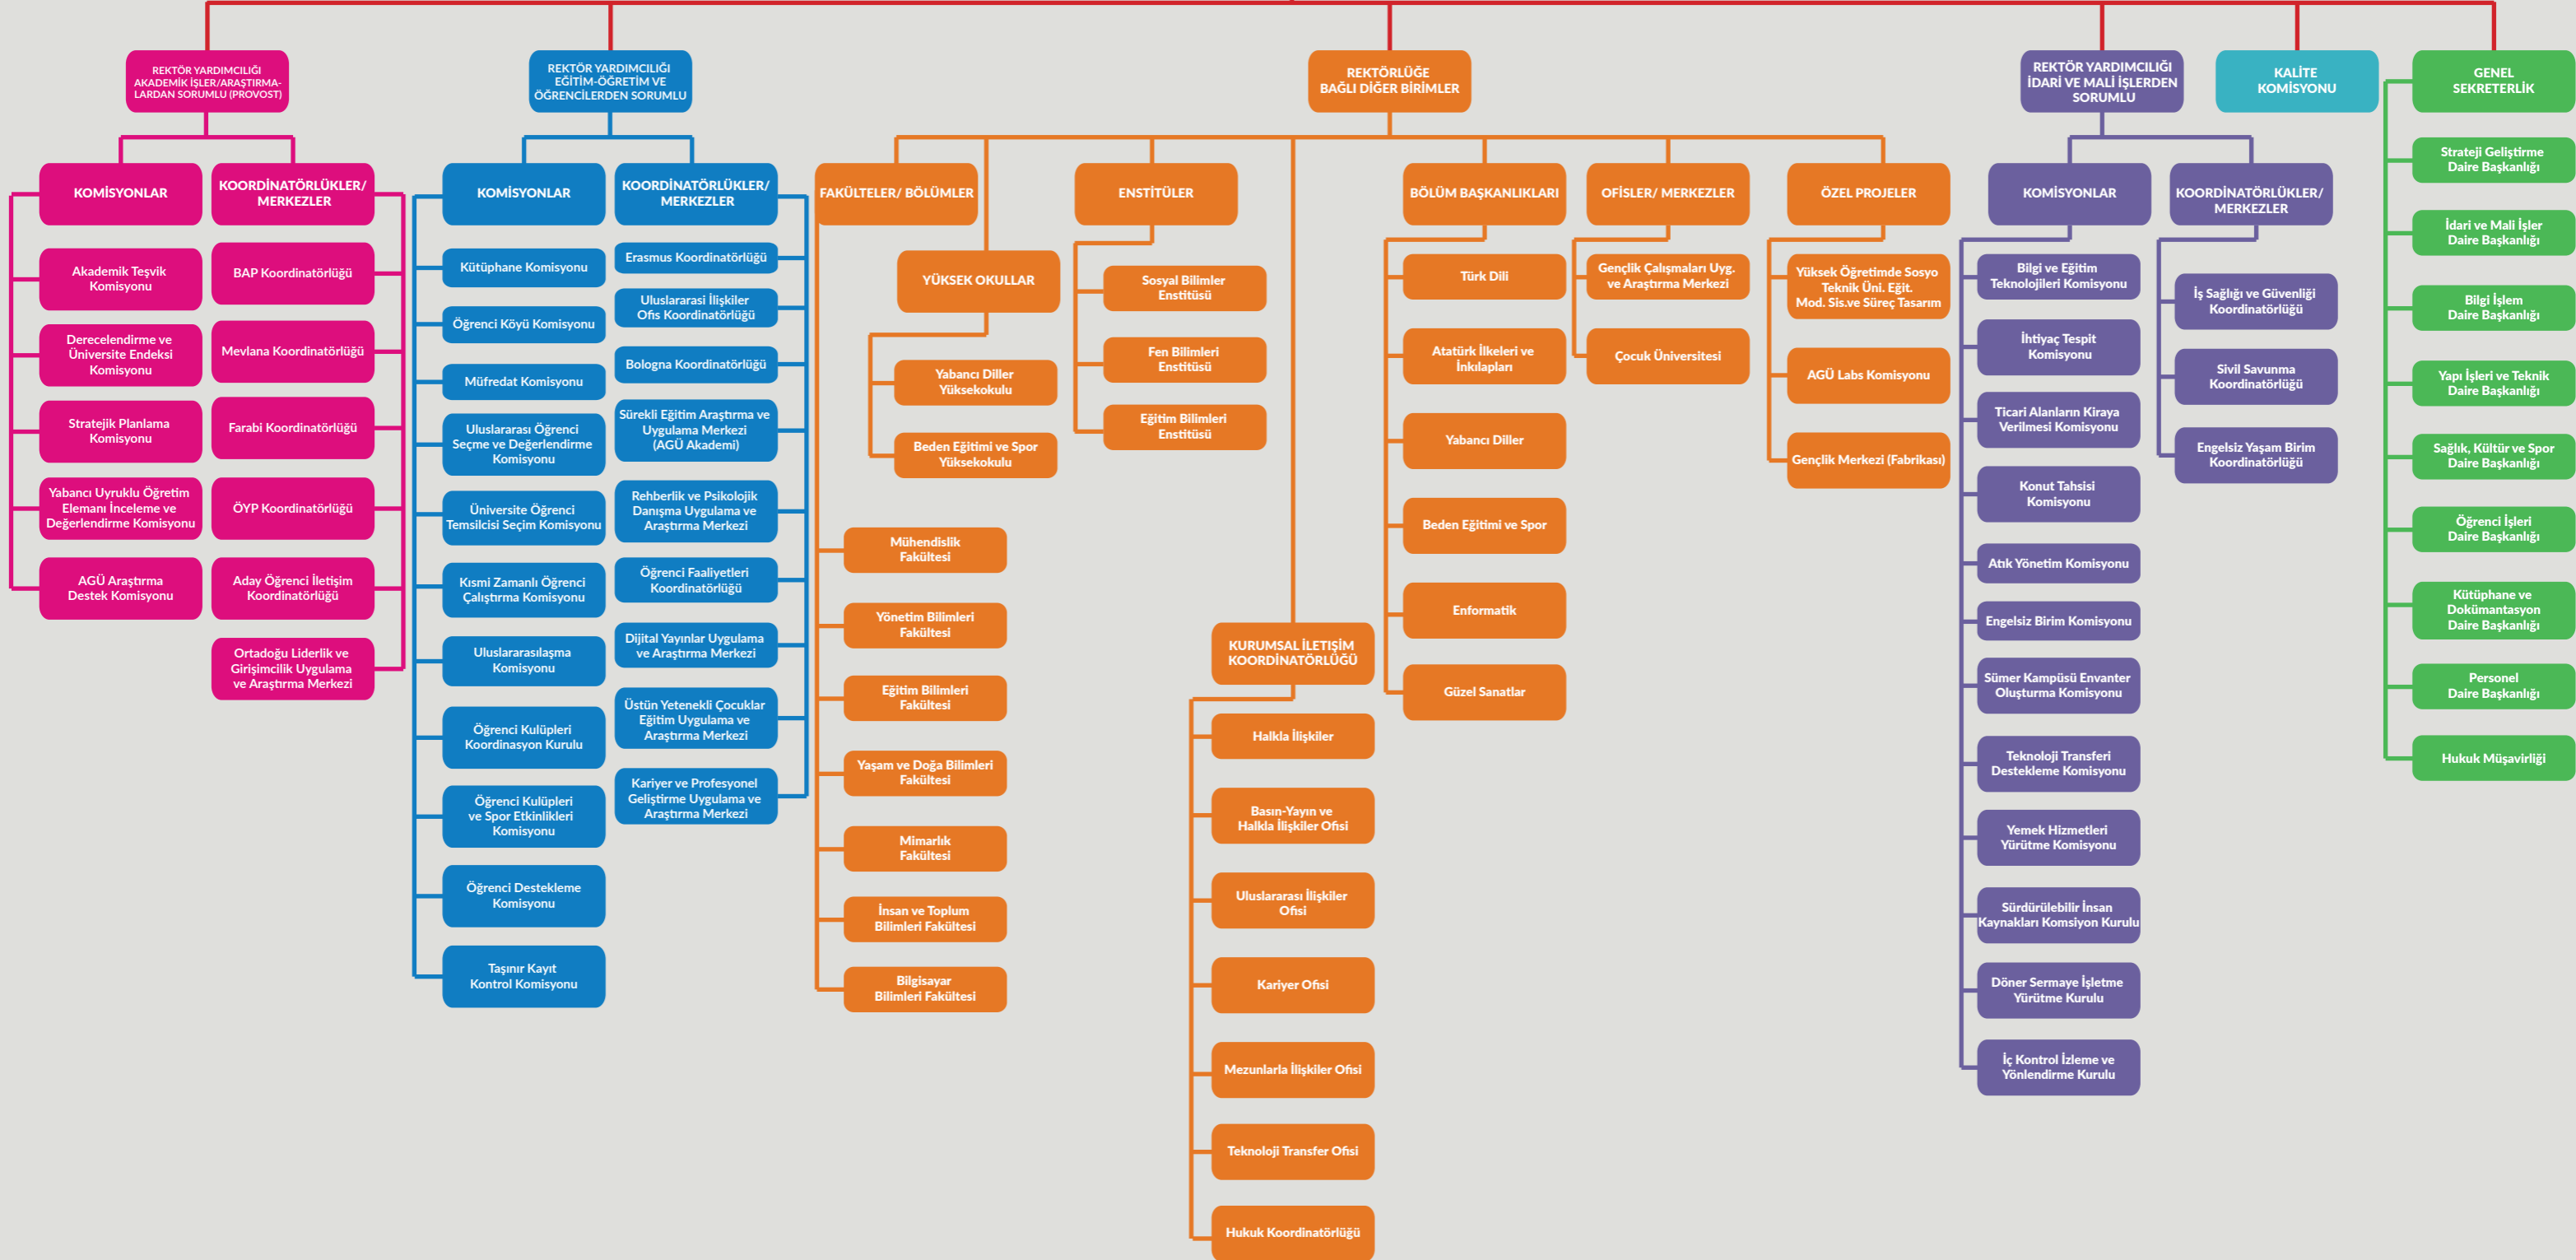 REKTÖR YARDIMCILIĞI
AKADEMİK İŞLER/ARAŞTIRMA-
LARDAN SORUMLU (PROVOST)
KOMİSYONLAR
Akademik Teşvik
Komisyonu
Derecelendirme ve
Üniversite Endeksi
Komisyonu
Stratejik Planlama
Komisyonu
Yabancı Uyruklu Öğretim
Elemanı İnceleme ve
Değerlendirme Komisyonu
AGÜ Araştırma
Destek Komisyonu
KOORDİNATÖRLÜKLER/
MERKEZLER
BAP Koordinatörlüğü
Mevlana Koordinatörlüğü
Farabi Koordinatörlüğü
ÖYP Koordinatörlüğü
Aday Öğrenci İletişim
Koordinatörlüğü
Ortadoğu Liderlik ve
Girişimcilik Uygulama
ve Araştırma Merkezi
REKTÖR YARDIMCILIĞI
EĞİTİM-ÖĞRETİM VE
ÖĞRENCİLERDEN SORUMLU
KOMİSYONLAR
Kütüphane Komisyonu
Öğrenci Köyü Komisyonu
Müfredat Komisyonu
Uluslararası Öğrenci
Seçme ve Değerlendirme
Komisyonu
Üniversite Öğrenci
Temsilcisi Seçim Komisyonu
Kısmi Zamanlı Öğrenci
Çalıştırma Komisyonu
Uluslararasılaşma
Komisyonu
Öğrenci Kulüpleri
Koordinasyon Kurulu
Öğrenci Kulüpleri
ve Spor Etkinlikleri
Komisyonu
Öğrenci Destekleme
Komisyonu
Taşınır Kayıt
Kontrol Komisyonu
KOORDİNATÖRLÜKLER/
MERKEZLER
Erasmus Koordinatörlüğü
Uluslararasi İlişkiler
Ofis Koordinatörlüğü
Bologna Koordinatörlüğü
Sürekli Eğitim Araştırma ve
Uygulama Merkezi
(AGÜ Akademi)
Rehberlik ve Psikolojik
Danışma Uygulama ve
Araştırma Merkezi
Öğrenci Faaliyetleri
Koordinatörlüğü
Dijital Yayınlar Uygulama
ve Araştırma Merkezi
Üstün Yetenekli Çocuklar
Eğitim Uygulama ve
Araştırma Merkezi
Kariyer ve Profesyonel
Geliştirme Uygulama ve
Araştırma Merkezi
REKTÖRLÜĞE
BAĞLI DİĞER BİRİMLER
FAKÜLTELER/ BÖLÜMLER
Mühendislik
Fakültesi
Yönetim Bilimleri
Fakültesi
Eğitim Bilimleri
Fakültesi
Yaşam ve Doğa Bilimleri
Fakültesi
Mimarlık
Fakültesi
İnsan ve Toplum
Bilimleri Fakültesi
Bilgisayar
Bilimleri Fakültesi
YÜKSEK OKULLAR
Yabancı Diller
Yüksekokulu
Beden Eğitimi ve Spor
Yüksekokulu
ENSTİTÜLER
Sosyal Bilimler
Enstitüsü
Fen Bilimleri
Enstitüsü
Eğitim Bilimleri
Enstitüsü
KURUMSAL İLETIŞİM
KOORDİNATÖRLÜĞÜ
Halkla İlişkiler
Basın-Yayın ve
Halkla İlişkiler Ofisi
Uluslararası İlişkiler
Ofisi
Kariyer Ofisi
Mezunlarla İlişkiler Ofisi
Teknoloji Transfer Ofisi
Hukuk Koordinatörlüğü
BÖLÜM BAŞKANLIKLARI
Türk Dili
Atatürk İlkeleri ve
İnkılapları
Yabancı Diller
Beden Eğitimi ve Spor
Enformatik
Güzel Sanatlar
OFİSLER/ MERKEZLER
Gençlik Çalışmaları Uyg.
ve Araştırma Merkezi
Çocuk Üniversitesi
ÖZEL PROJELER
Yüksek Öğretimde Sosyo
Teknik Üni. Eğit.
Mod. Sis.ve Süreç Tasarım
AGÜ Labs Komisyonu
Gençlik Merkezi (Fabrikası)
REKTÖR YARDIMCILIĞI
İDARİ VE MALİ İŞLERDEN
SORUMLU
KOMİSYONLAR
Bilgi ve Eğitim
Teknolojileri Komisyonu
İhtiyaç Tespit
Komisyonu
Ticari Alanların Kiraya
Verilmesi Komisyonu
Konut Tahsisi
Komisyonu
Atık Yönetim Komisyonu
Engelsiz Birim Komisyonu
Sümer Kampüsü Envanter
Oluşturma Komisyonu
Teknoloji Transferi
Destekleme Komisyonu
Yemek Hizmetleri
Yürütme Komisyonu
Sürdürülebilir İnsan
Kaynakları Komsiyon Kurulu
Döner Sermaye İşletme
Yürütme Kurulu
İç Kontrol İzleme ve
Yönlendirme Kurulu
KOORDİNATÖRLÜKLER/
MERKEZLER
İş Sağlığı ve Güvenliği
Koordinatörlüğü
Sivil Savunma
Koordinatörlüğü
Engelsiz Yaşam Birim
Koordinatörlüğü
KALİTE
KOMİSYONU
GENEL
SEKRETERLİK
Strateji Geliştirme
Daire Başkanlığı
İdari ve Mali İşler
Daire Başkanlığı
Bilgi İşlem
Daire Başkanlığı
Yapı İşleri ve Teknik
Daire Başkanlığı
Sağlık, Kültür ve Spor
Daire Başkanlığı
Öğrenci İşleri
Daire Başkanlığı
Kütüphane ve
Dokümantasyon
Daire Başkanlığı
Personel
Daire Başkanlığı
Hukuk Müşavirliği